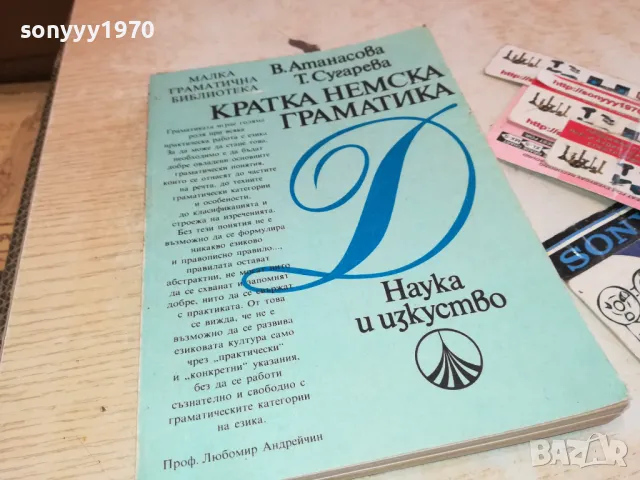 sonyyy1970
МАЛКА
ГРАМАТИЧНА
БИБЛИОТЕКА
В. Атанасова
Т. Сугарева
КРАТКА НЕМСКА
ГРАМАТИКА
Граматиката играе голяма
роля при всяка
практическа работа с езика
За да може да стане това,
необходимо е да бъдат
добре овладени основните
граматически понятия,
които се отнасят до частите
на речта, до техните
граматически категории
и особености,
до класификацията и
строежа на изреченията.
Без тези понятия не е
възможно да се формулира
никакво езиково
и правописно правило...
правилата остават
абстрактни, не могат нито
да се схванат и запомнят
добре, нито да се свържат
с практиката. От това
се вижда, че не е
възможно да се развива
езиковата култура само
чрез „практически"
и „конкретни" указания,
без да се работи
съзнателно и свободно с
граматическите категории
на езика.
Проф. Любомир Андрейчин
D
Наука
и изкуство
http://sonyyy
http://
SON
bazar